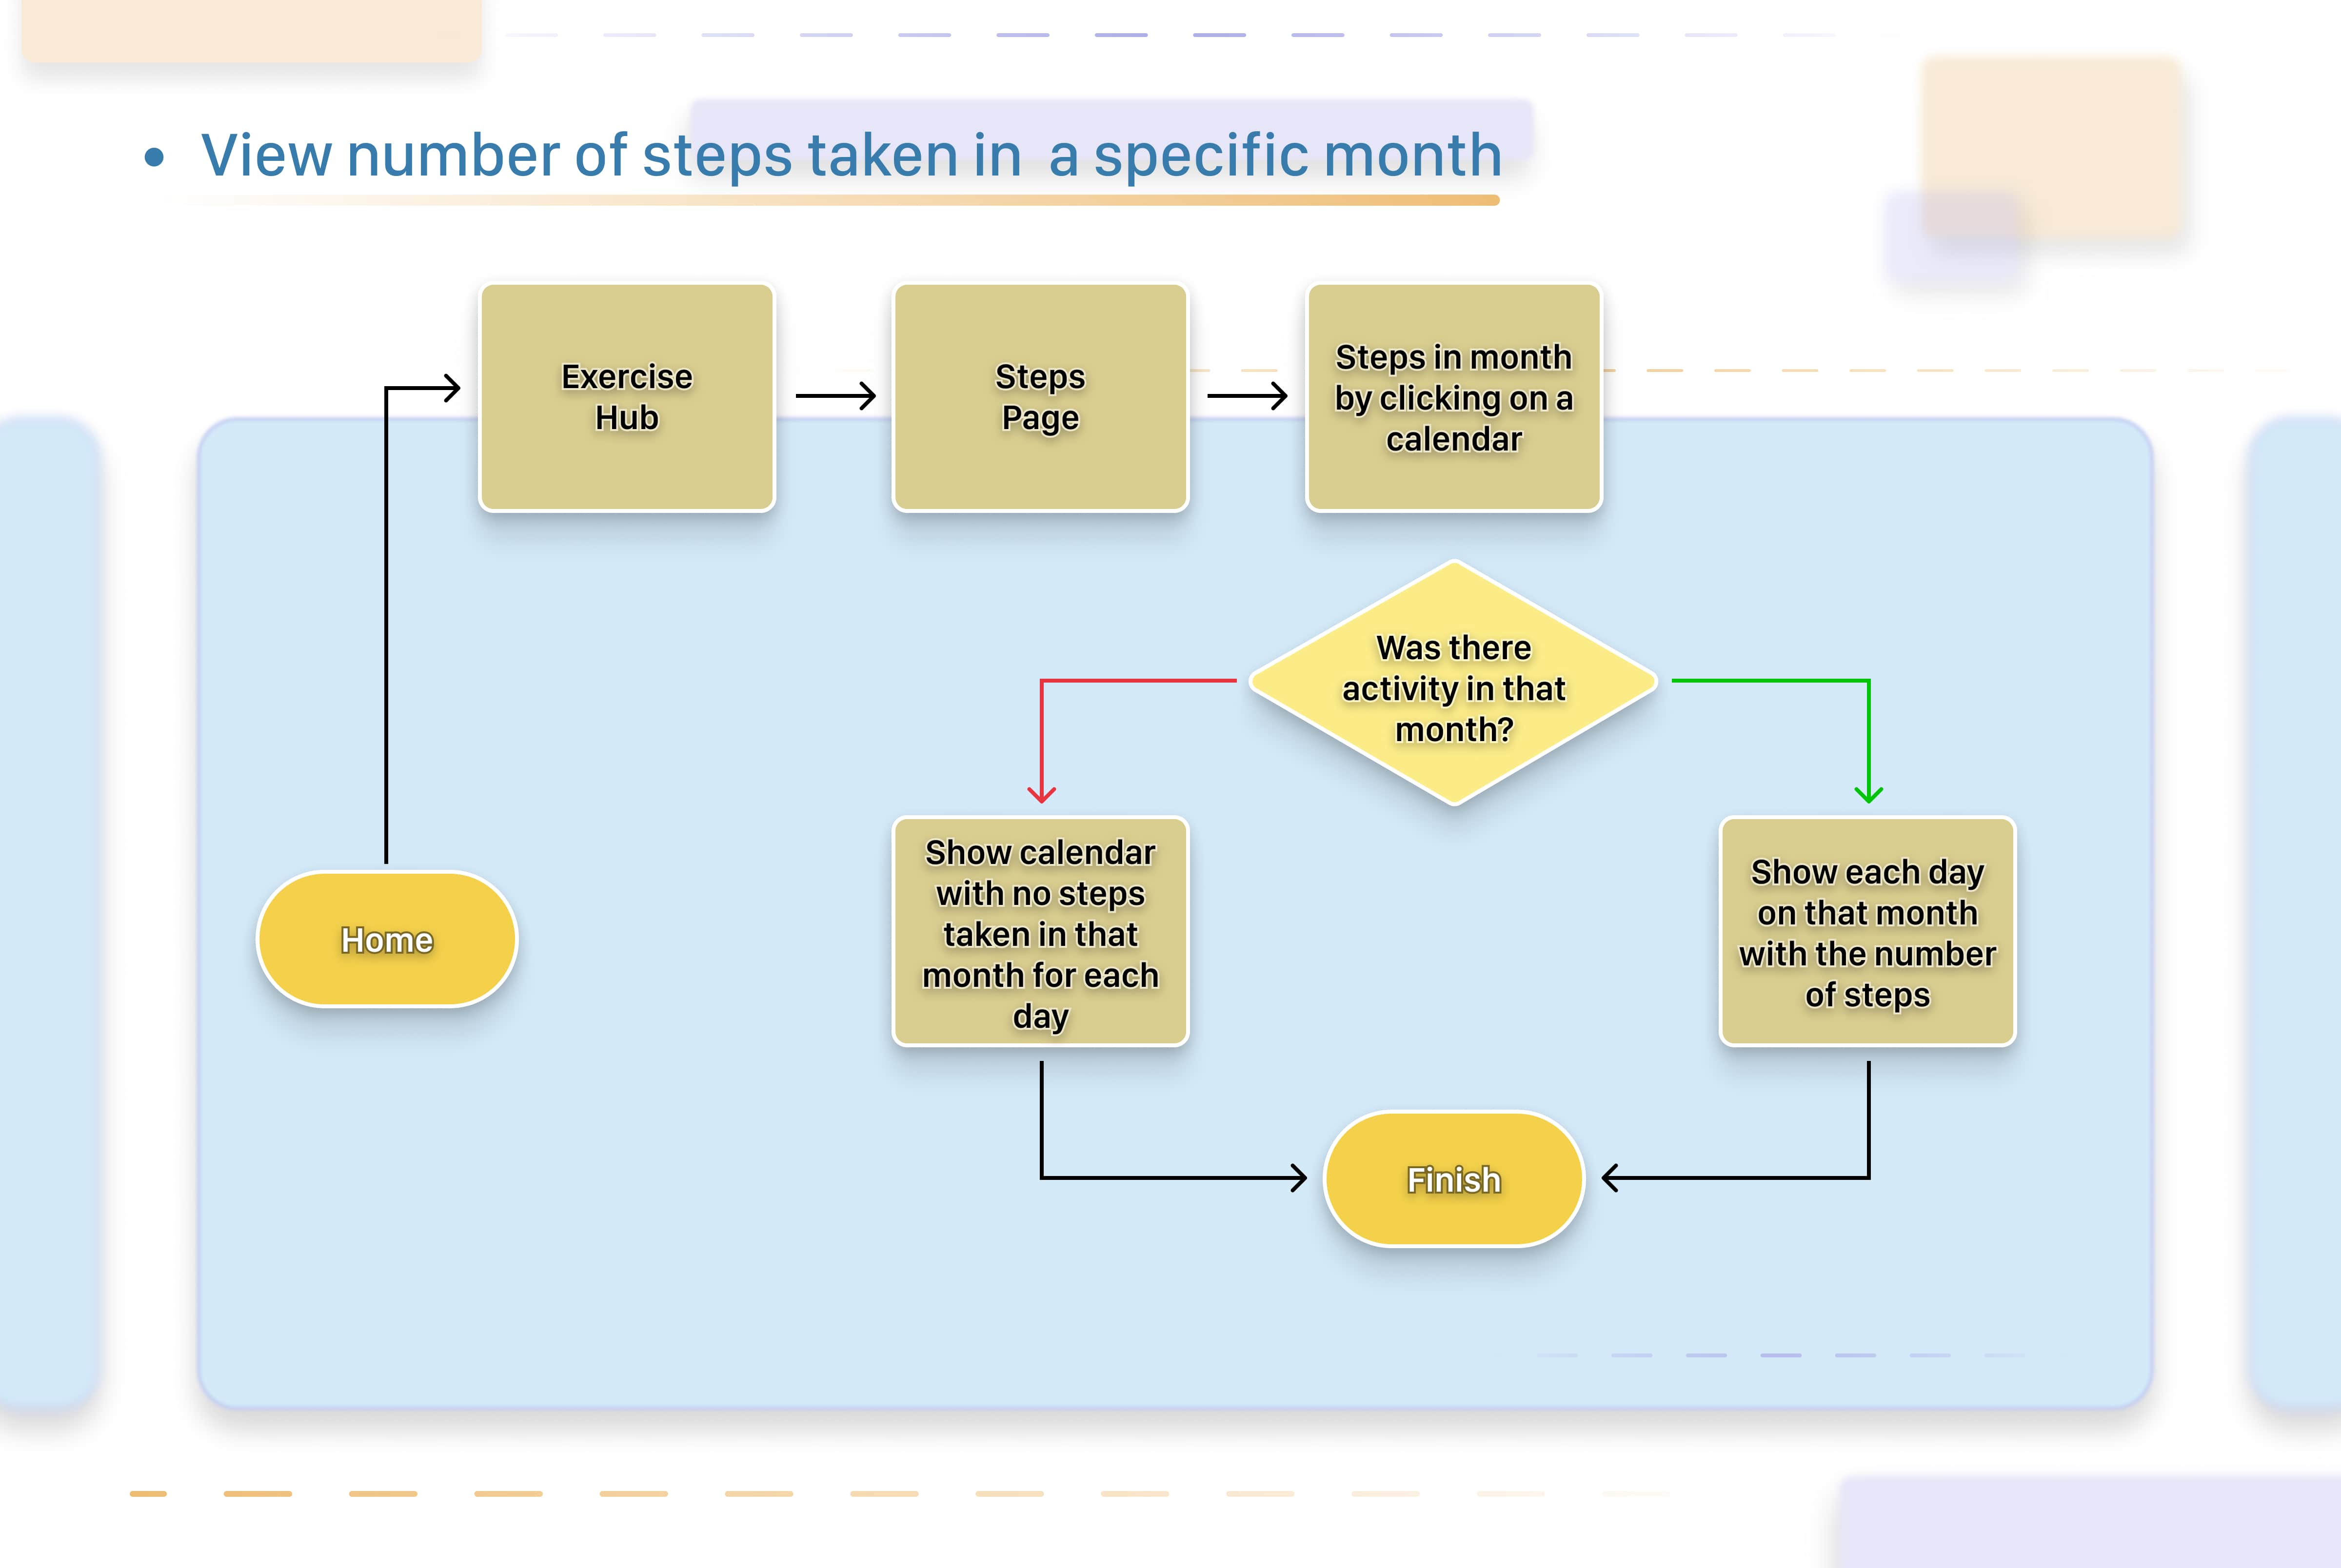 • View number of steps taken in  a specific month
Exercise
Hub
Steps
Page
Steps in month
by clicking on a
calendar
Was there
activity in that
month?
Show calendar
with no steps
taken in that
month for each
day
Show each day
on that month
with the number
of steps
Home
Finish